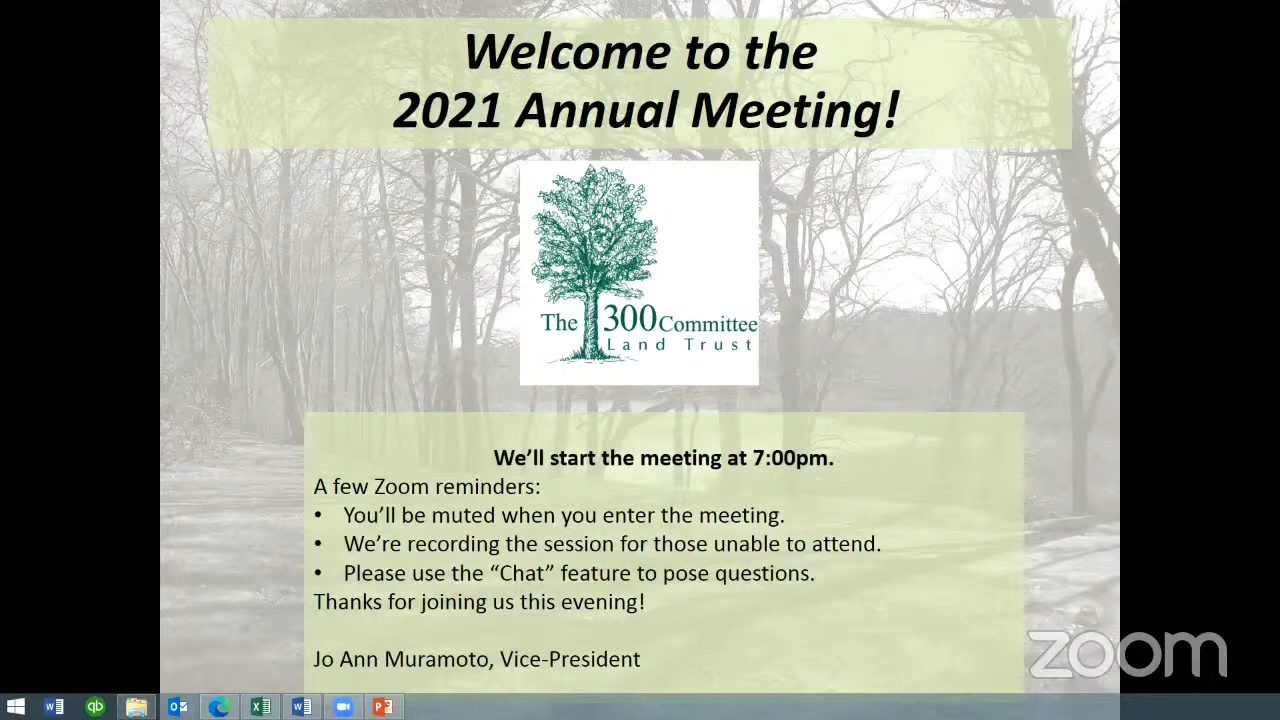 Welcome to the
2021 Annual Meeting!
The 300 Committee
Land Trust
We’ll start the meeting at 7:00pm.
A few Zoom reminders:
• You’ll be muted when you enter the meeting.
• We’re recording the session for those unable to attend.
• Please use the “Chat” feature to pose questions.
Thanks for joining us this evening!
Jo Ann Muramoto, Vice-President
zoom